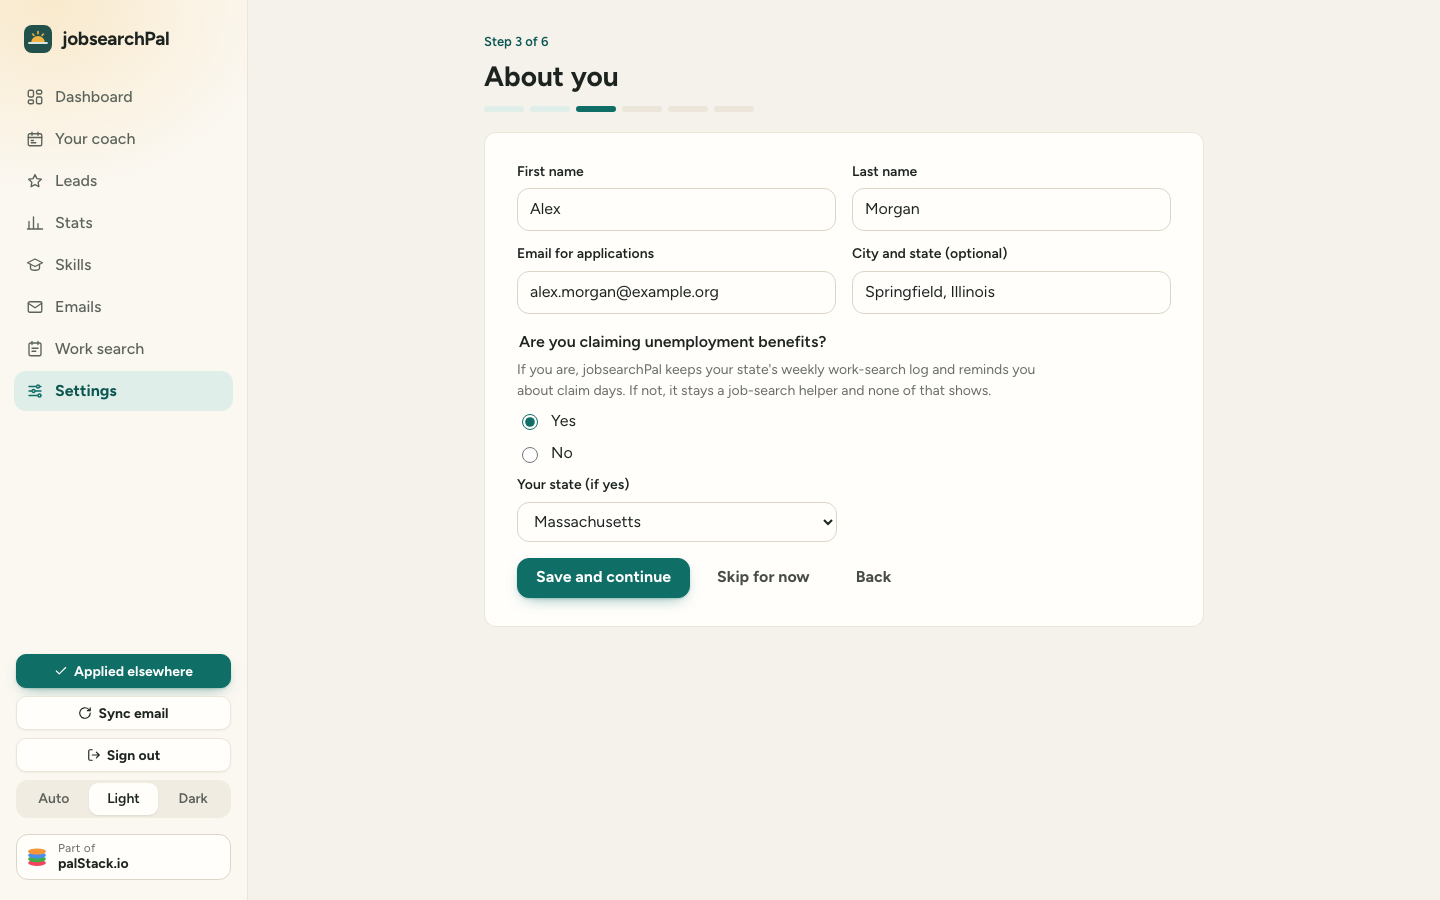 jobsearchPal
Dashboard
Your coach
Leads
Stats
Skills
Emails
Work search
Settings
Applied elsewhere
Sync email
Sign out
Auto Light Dark
Part of
palStack.io
Step 3 of 6
About you
First name Last name
Alex Morgan
Email for applications City and state (optional)
alex.morgan@example.org Springfield, Illinois
Are you claiming unemployment benefits?
If you are, jobsearchPal keeps your state's weekly work-search log and reminds you
about claim days. If not, it stays a job-search helper and none of that shows.
Yes
No
Your state (if yes)
Massachusetts
Save and continue Skip for now Back